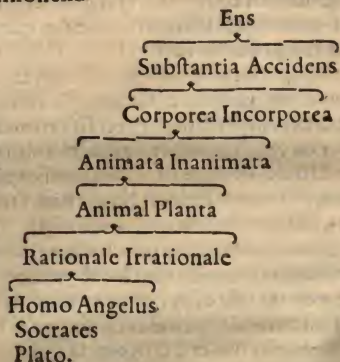 Ens
Subſtantia Accidens
Corporea Incorporea
Animata Inanimata
Animal Planta
Rationale Irrationale
Homo Angelus.
Socrates
Plato.